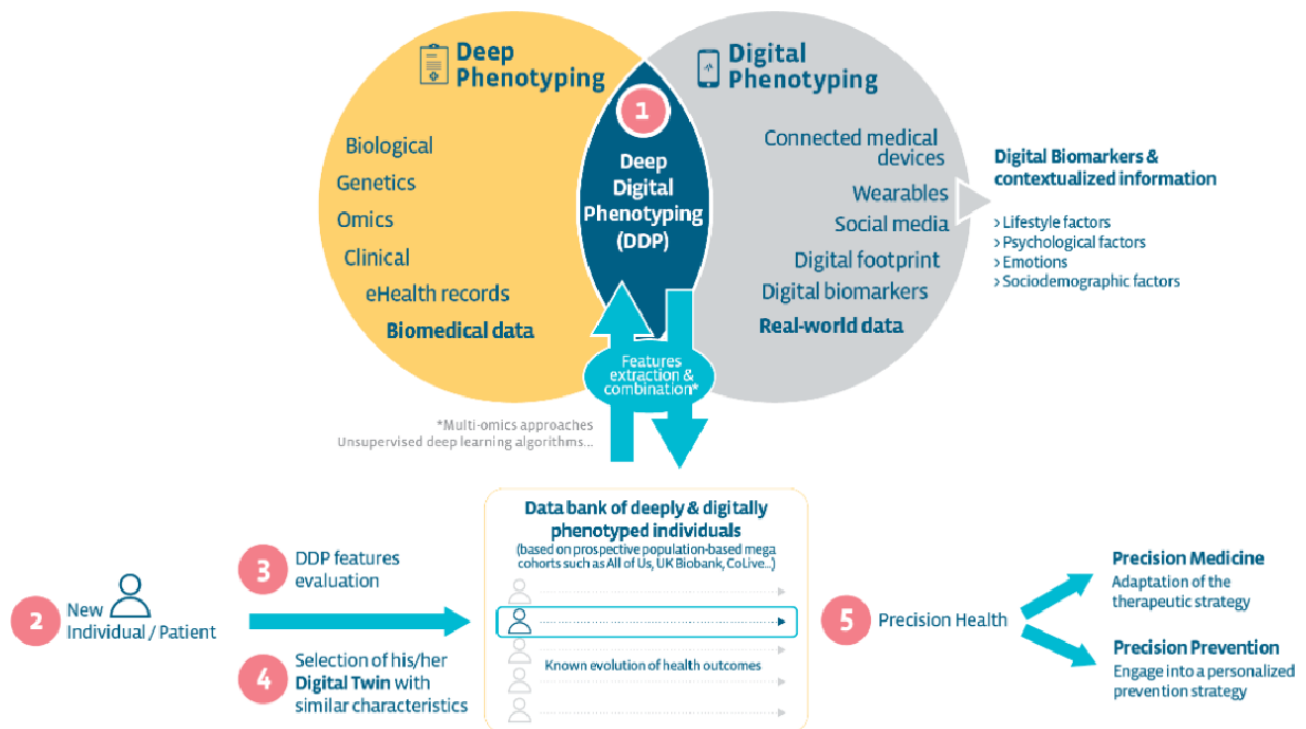 Deep
Phenotyping
Biological
Genetics
Omics
Clinical
eHealth records
Biomedical data
1
Deep
Digital
Phenotyping
(DDP)
Digital
Phenotyping
Connected medical
devices
Wearables
Social media
Digital footprint
Digital biomarkers
Real-world data
Digital Biomarkers &
contextualized information
> Lifestyle factors
> Psychological factors
> Emotions
> Sociodemographic factors
Features
extraction &
combination*
*Multi-omics approaches
Unsupervised deep learning algorithms...
2
New
Individual / Patient
3
DDP features
evaluation
4
Selection of his/her
Digital Twin with
similar characteristics
Data bank of deeply & digitally
phenotyped individuals
(based on prospective population-based mega
cohorts such as All of Us, UK Biobank, CoLive...)
Known evolution of health outcomes
5
Precision Health
Precision Medicine
Adaptation of the
therapeutic strategy
Precision Prevention
Engage into a personalized
prevention strategy